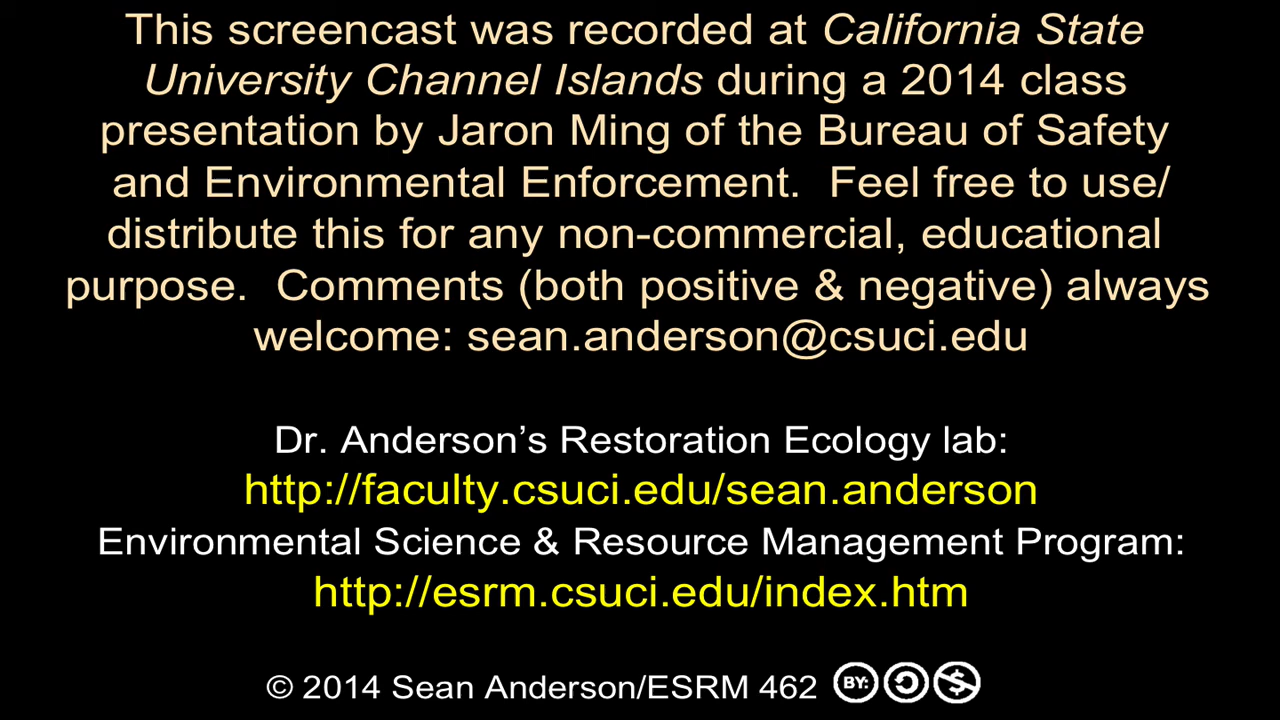 This screencast was recorded at California State
University Channel Islands during a 2014 class
presentation by Jaron Ming of the Bureau of Safety
and Environmental Enforcement.  Feel free to use/
distribute this for any non-commercial, educational
purpose.  Comments (both positive & negative) always
welcome: sean.anderson@csuci.edu
Dr. Anderson’s Restoration Ecology lab:
http://faculty.csuci.edu/sean.anderson
Environmental Science & Resource Management Program:
http://esrm.csuci.edu/index.htm
© 2014 Sean Anderson/ESRM 462 BY: $